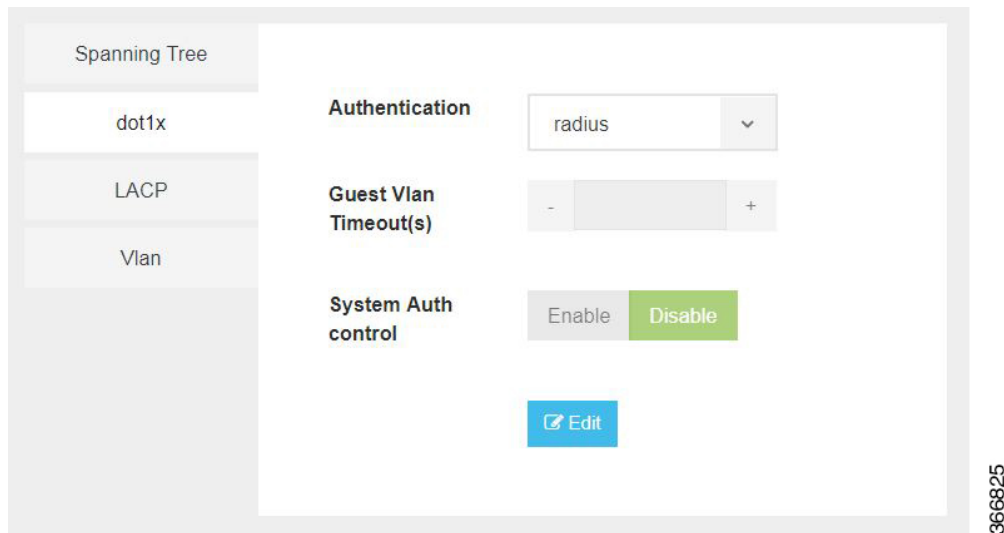 Spanning Tree
dot1x
LACP
Vlan
Authentication
radius
Guest Vlan
Timeout(s)
-
+
System Auth
control
Enable
Disable
Edit
366825